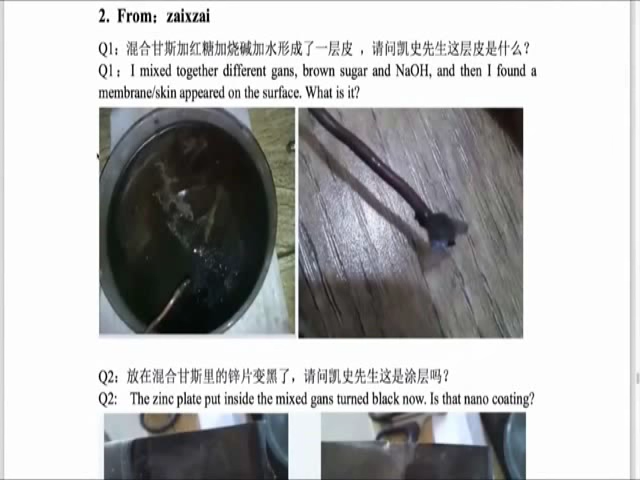 2. From：zaixzai
Q1：混合甘斯加红糖加烧碱加水形成了一层皮 ，请问凯史先生这层皮是什么？
Q1：I mixed together different gans, brown sugar and NaOH, and then I found a
membrane/skin appeared on the surface. What is it?
Q2：放在混合甘斯里的锌片变黑了，请问凯史先生这是涂层吗？
Q2: The zinc plate put inside the mixed gans turned black now. Is that nano coating?